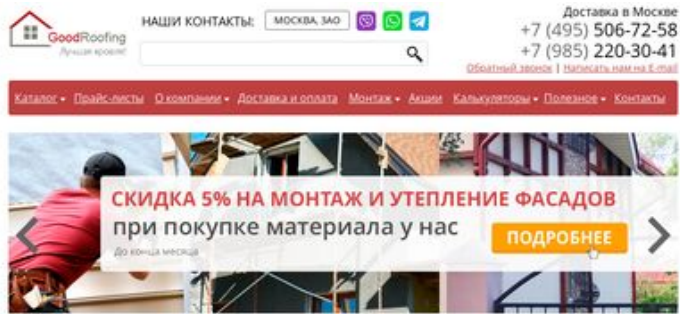 GoodRoofing
Лучшая кровля!
НАШИ КОНТАКТЫ:
МОСКВА, ЗАО
Доставка в Москве
+7 (495) 506-72-58
+7 (985) 220-30-41
Обратный звонок | Написать нам на E-mail
Каталог Прайс-листы О компании Доставка и оплата Монтаж Акции Калькуляторы Полезное Контакты
СКИДКА 5% НА МОНТАЖ И УТЕПЛЕНИЕ ФАСАДОВ
при покупке материала у нас
До конца месяца
ПОДРОБНЕЕ